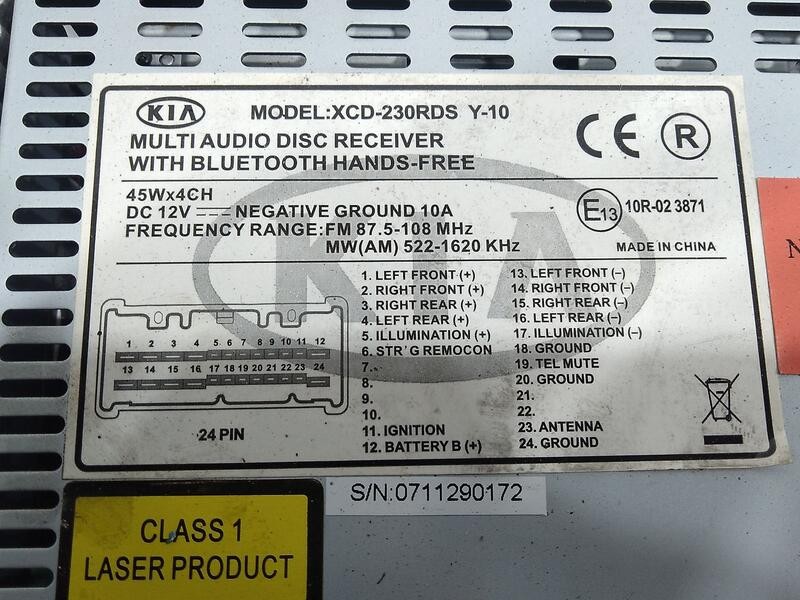 KIA MODEL:XCD-230RDS Y-10
MULTI AUDIO DISC RECEIVER
WITH BLUETOOTH HANDS-FREE
CE R
45Wx4CH
DC 12V NEGATIVE GROUND 10A
FREQUENCY RANGE:FM 87.5-108 MHz
MW(AM) 522-1620 KHz
E13 10R-02 3871
MADE IN CHINA
KIA
1 2 3 4 5 6 7 8 9 10 11 12
13 14 15 16 17 18 19 20 21 22 23 24
24 PIN
1. LEFT FRONT (+)
2. RIGHT FRONT (+)
3. RIGHT REAR (+)
4. LEFT REAR (+)
5. ILLUMINATION (+)
6. STR'G REMOCON
7.
8.
9.
10.
11. IGNITION
12. BATTERY B (+)
13. LEFT FRONT (-)
14. RIGHT FRONT (-)
15. RIGHT REAR (-)
16. LEFT REAR (-)
17. ILLUMINATION (-)
18. GROUND
19. TEL MUTE
20. GROUND
21.
22.
23. ANTENNA
24. GROUND
S/N:0711290172
CLASS 1
LASER PRODUCT
N